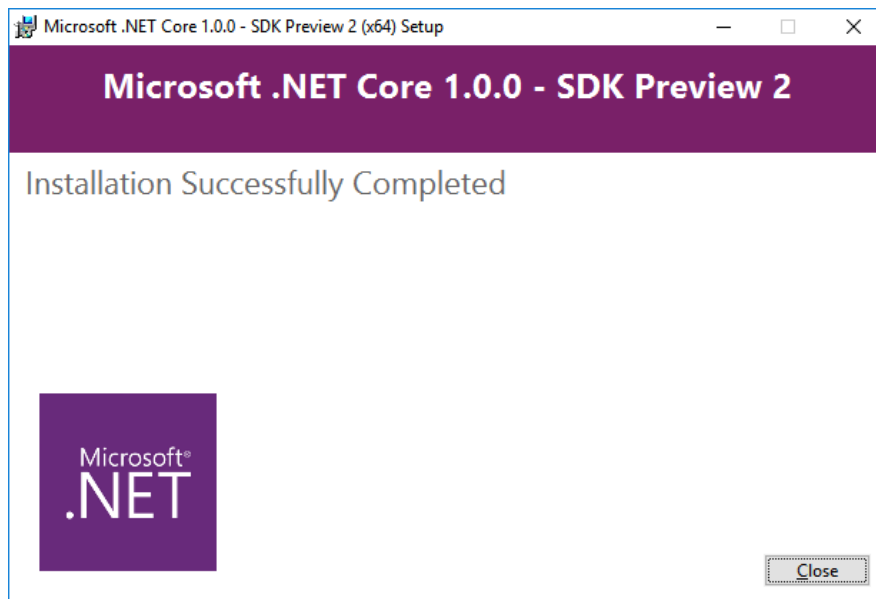 Microsoft .NET Core 1.0.0 - SDK Preview 2 (x64) Setup
Microsoft .NET Core 1.0.0 - SDK Preview 2
Installation Successfully Completed
Microsoft®
.NET
Close